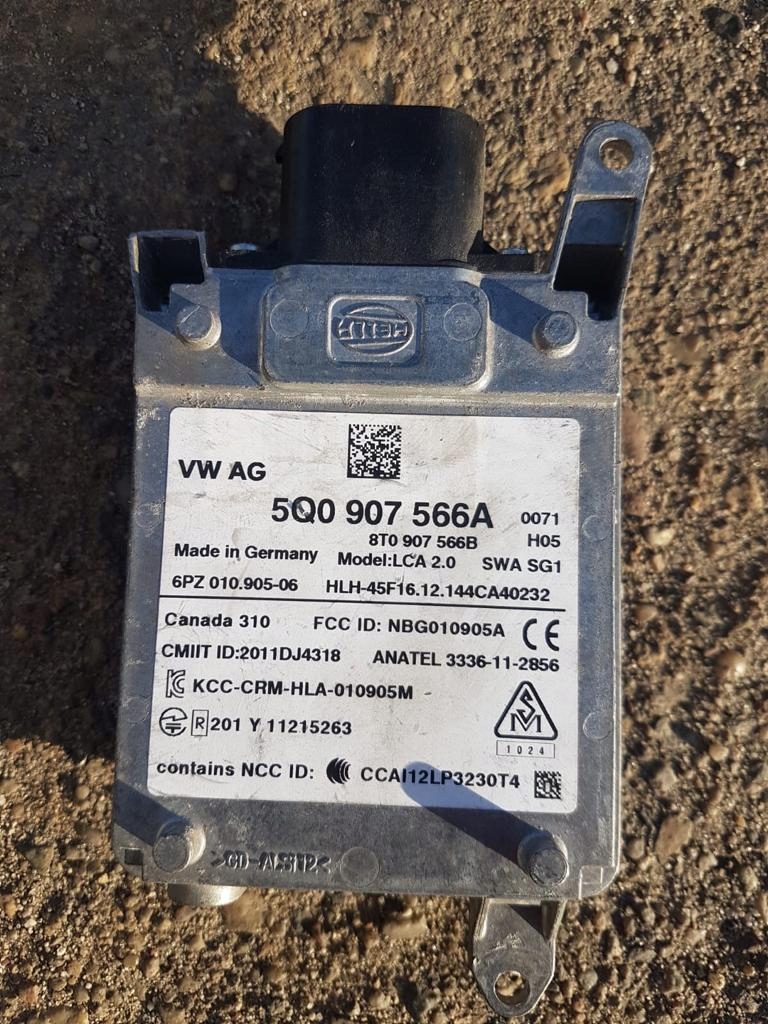 HELLA
VW AG
5Q0 907 566A 0071
8T0 907 566B H05
Made in Germany Model:LCA 2.0 SWA SG1
6PZ 010.905-06 HLH-45F16.12.144CA40232
Canada 310 FCC ID: NBG010905A CE
CMIIT ID:2011DJ4318 ANATEL 3336-11-2856
KCC-CRM-HLA-010905M
R 201 Y 11215263
SM
1024
contains NCC ID: CCAI12LP3230T4